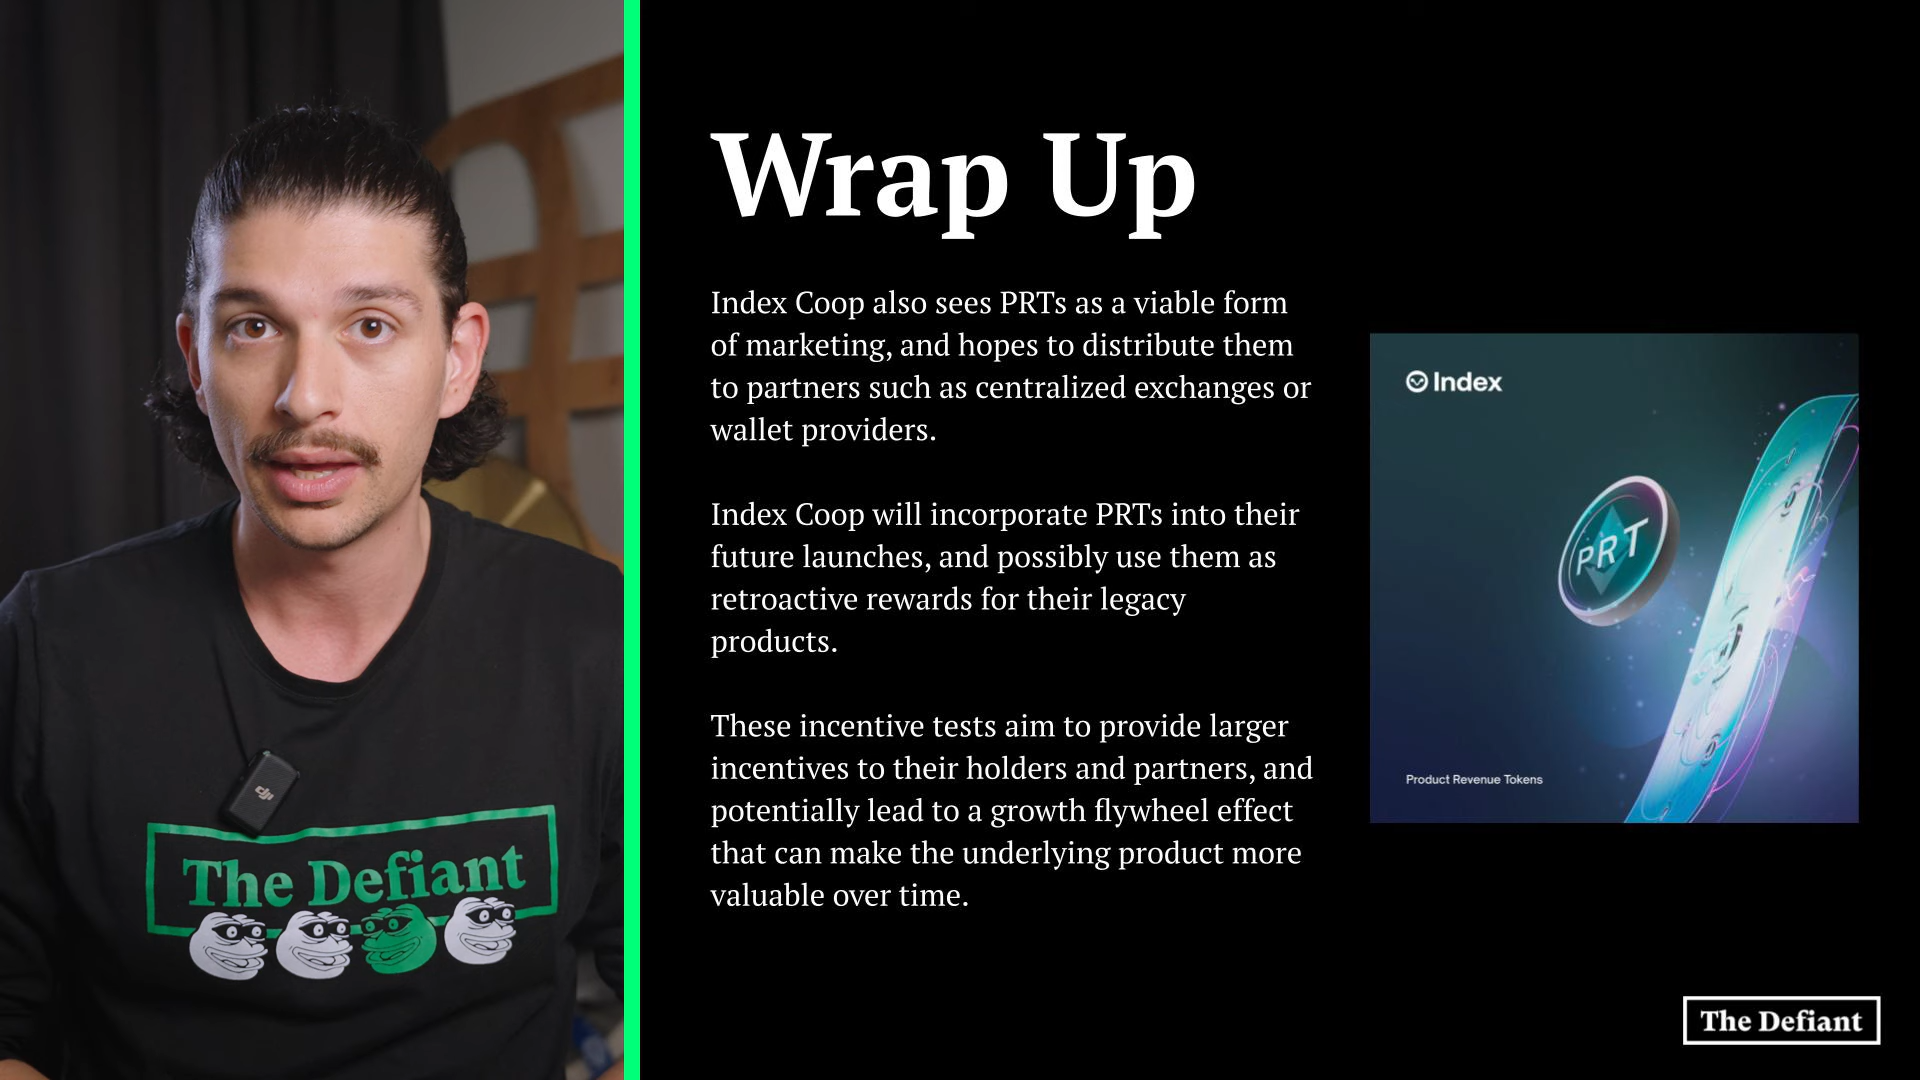 Wrap Up
Index Coop also sees PRTs as a viable form
of marketing, and hopes to distribute them
to partners such as centralized exchanges or
wallet providers.
Index Coop will incorporate PRTs into their
future launches, and possibly use them as
retroactive rewards for their legacy
products.
These incentive tests aim to provide larger
incentives to their holders and partners, and
potentially lead to a growth flywheel effect
that can make the underlying product more
valuable over time.
Index
PRT
Product Revenue Tokens
The Defiant
dji
The Defiant